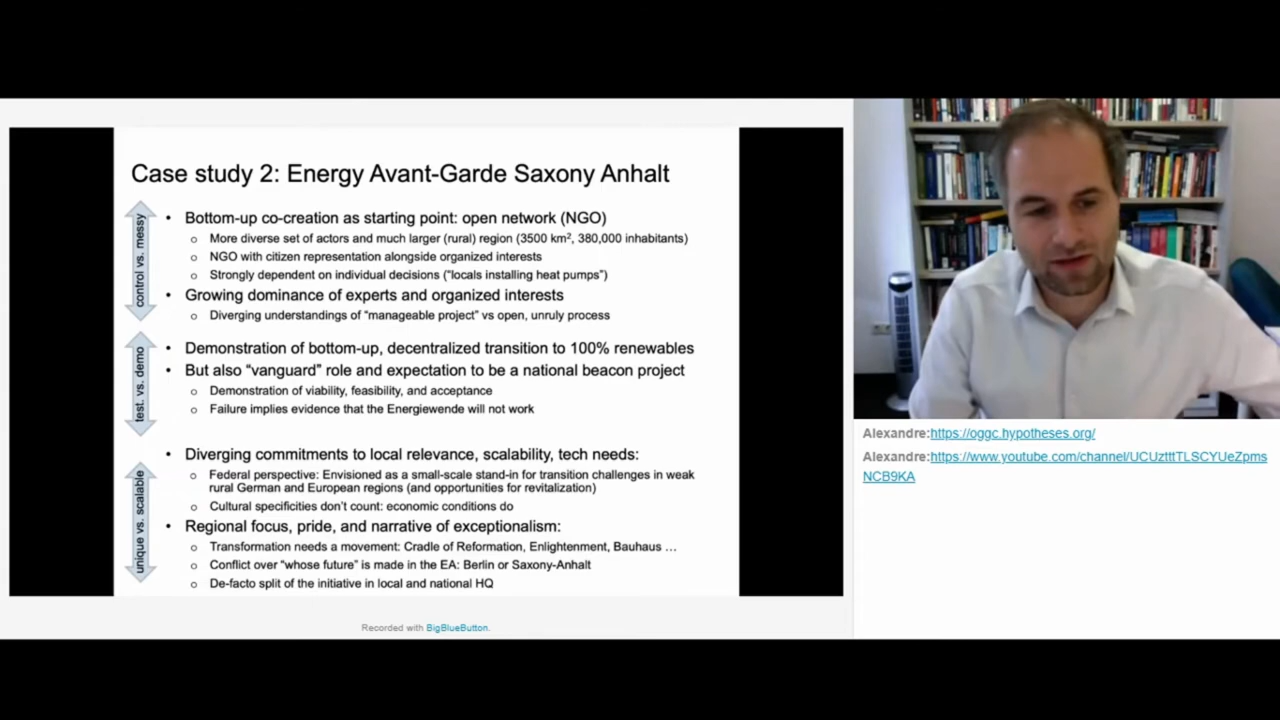 Case study 2: Energy Avant-Garde Saxony Anhalt
control vs. messy
• Bottom-up co-creation as starting point: open network (NGO)
o More diverse set of actors and much larger (rural) region (3500 km², 380,000 inhabitants)
o NGO with citizen representation alongside organized interests
o Strongly dependent on individual decisions (“locals installing heat pumps”)
• Growing dominance of experts and organized interests
o Diverging understandings of “manageable project” vs open, unruly process
test. vs. demo
• Demonstration of bottom-up, decentralized transition to 100% renewables
• But also “vanguard” role and expectation to be a national beacon project
o Demonstration of viability, feasibility, and acceptance
o Failure implies evidence that the Energiewende will not work
unique vs. scalable
• Diverging commitments to local relevance, scalability, tech needs:
o Federal perspective: Envisioned as a small-scale stand-in for transition challenges in weak
rural German and European regions (and opportunities for revitalization)
o Cultural specificities don’t count: economic conditions do
• Regional focus, pride, and narrative of exceptionalism:
o Transformation needs a movement: Cradle of Reformation, Enlightenment, Bauhaus …
o Conflict over “whose future” is made in the EA: Berlin or Saxony-Anhalt
o De-facto split of the initiative in local and national HQ
Recorded with BigBlueButton.
Alexandre:https://oggc.hypotheses.org/
Alexandre:https://www.youtube.com/channel/UCUztttTLSCYUeZpms
NCB9KA